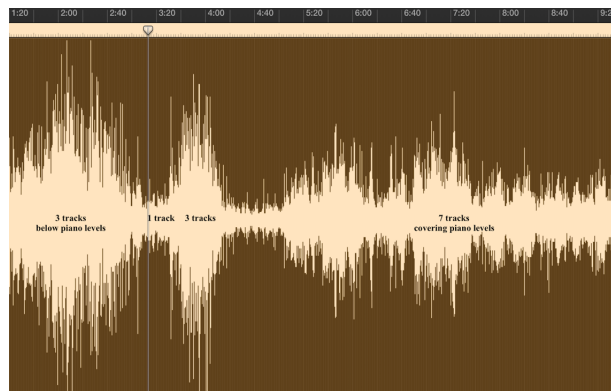 1:20 2:00 2:40 3:20 4:00 4:40 5:20 6:00 6:40 7:20 8:00 8:40 9:2
3 tracks 1 track 3 tracks 7 tracks
below piano levels covering piano levels